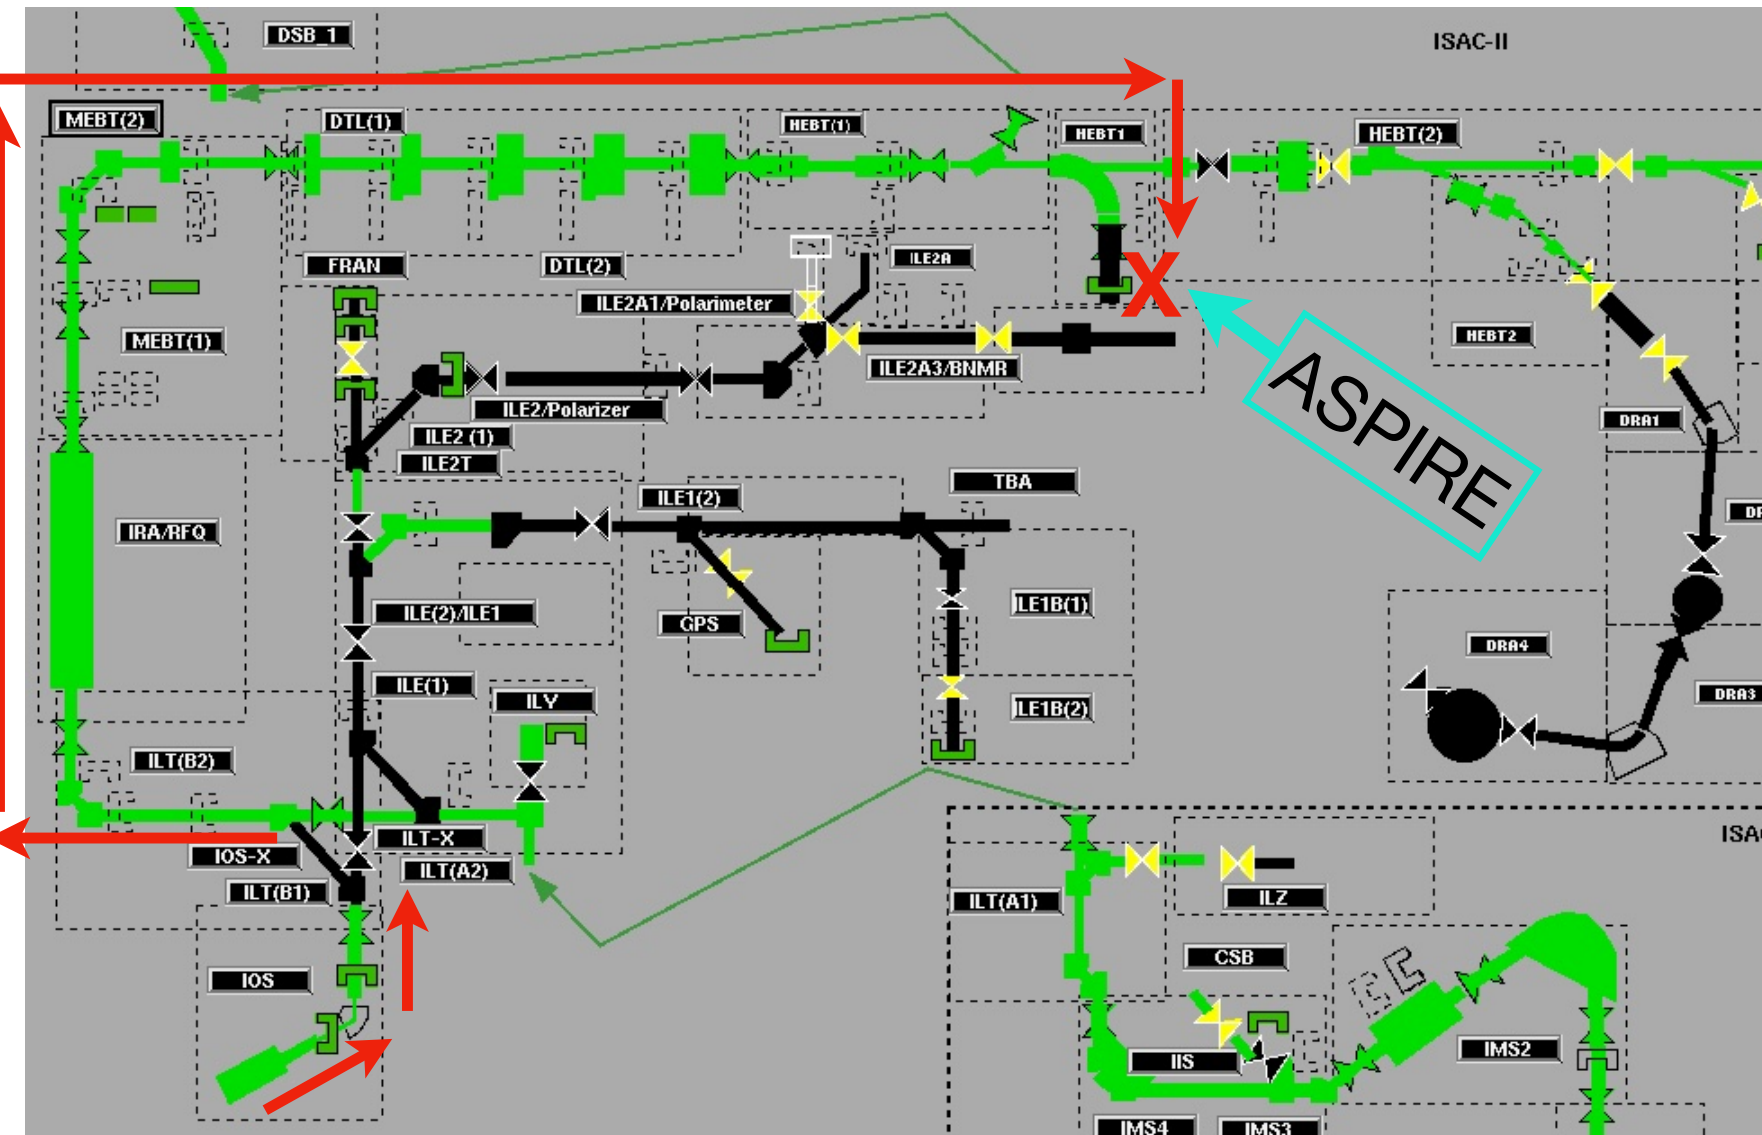 DSB_1
ISAC-II
MEBT(2)
DTL(1)
HEBT(1)
HEBT1
HEBT(2)
FRAN
DTL(2)
ILE2A
ILE2A1/Polarimeter
MEBT(1)
HEBT2
ILE2A3/BNMR
X
ASPIRE
ILE2/Polarizer
DRA1
ILE2 (1)
ILE2T
TBA
ILE1(2)
IRA/RFQ
ILE(2)/ILE1
ILE1B(1)
GPS
DRA4
ILE(1)
ILY
DRA3
ILE1B(2)
ILT(B2)
ILT-X
IOS-X
ILT(A2)
ILT(B1)
ILT(A1)
ILZ
CSB
IOS
IIS
IMS2
IMS4
IMS3